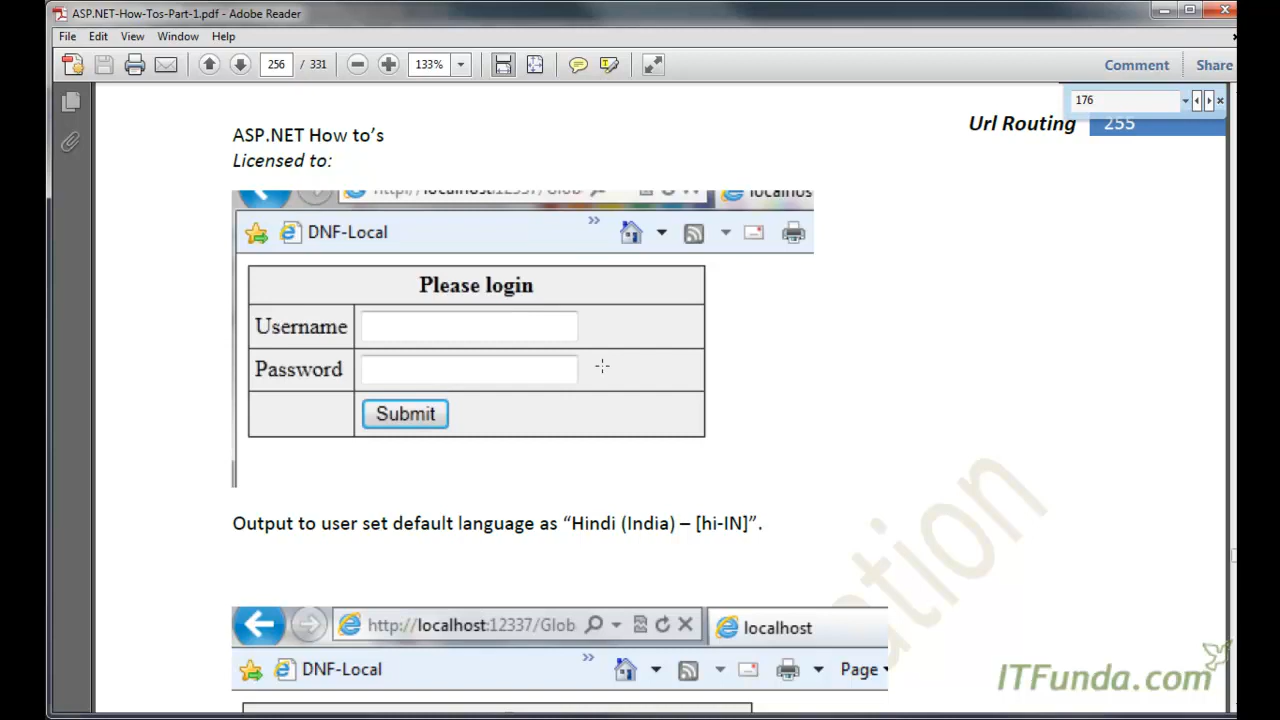 ASP.NET-How-Tos-Part-1.pdf - Adobe Reader
File Edit View Window Help
256 / 331 133% Comment Share
176
Url Routing 255
ASP.NET How to's
Licensed to:
DNF-Local
Please login
Username
Password
Submit
Output to user set default language as “Hindi (India) – [hi-IN]”.
http://localhost:12337/Glob localhost
DNF-Local Page
ITFunda.com